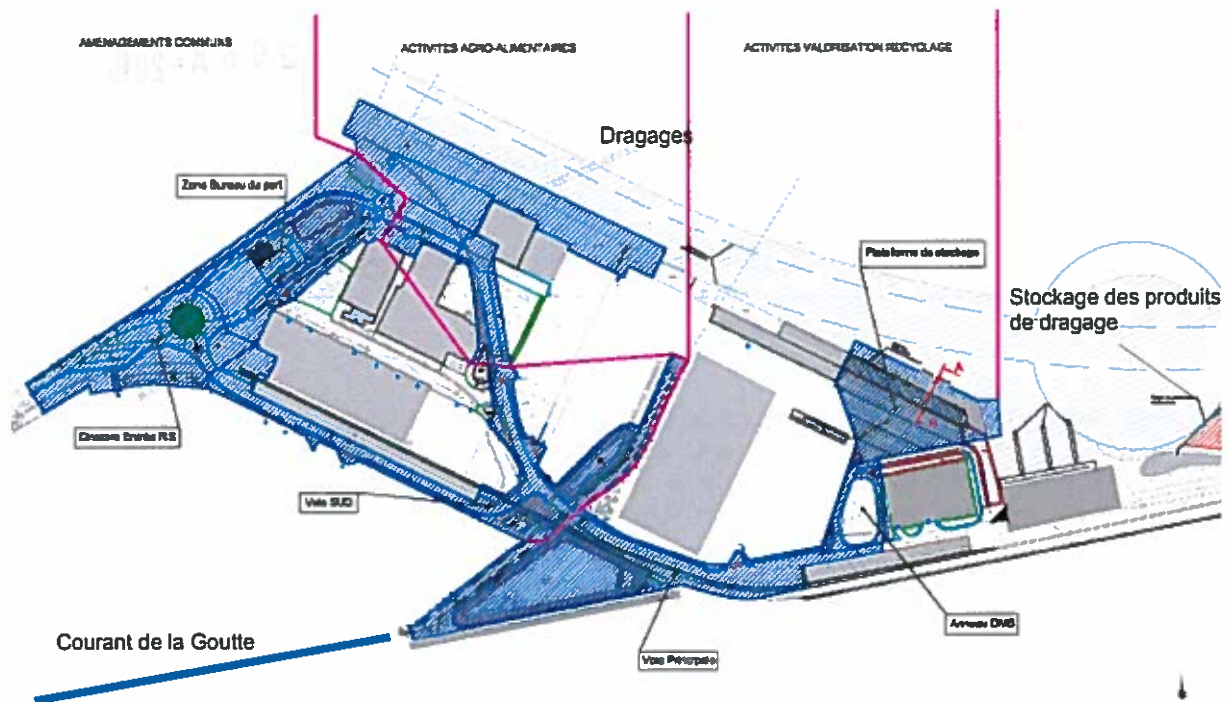 AMENAGEMENTS COMMUNS
ACTIVITES AGRO-ALIMENTAIRES
ACTIVITES VALORISATION RECYCLAGE
Dragages
Zone Bureau du port
Plateforme de stockage
Stockage des produits
de dragage
A
Voie SUD
Anneau DMS
Courant de la Goutte
Voie Principale